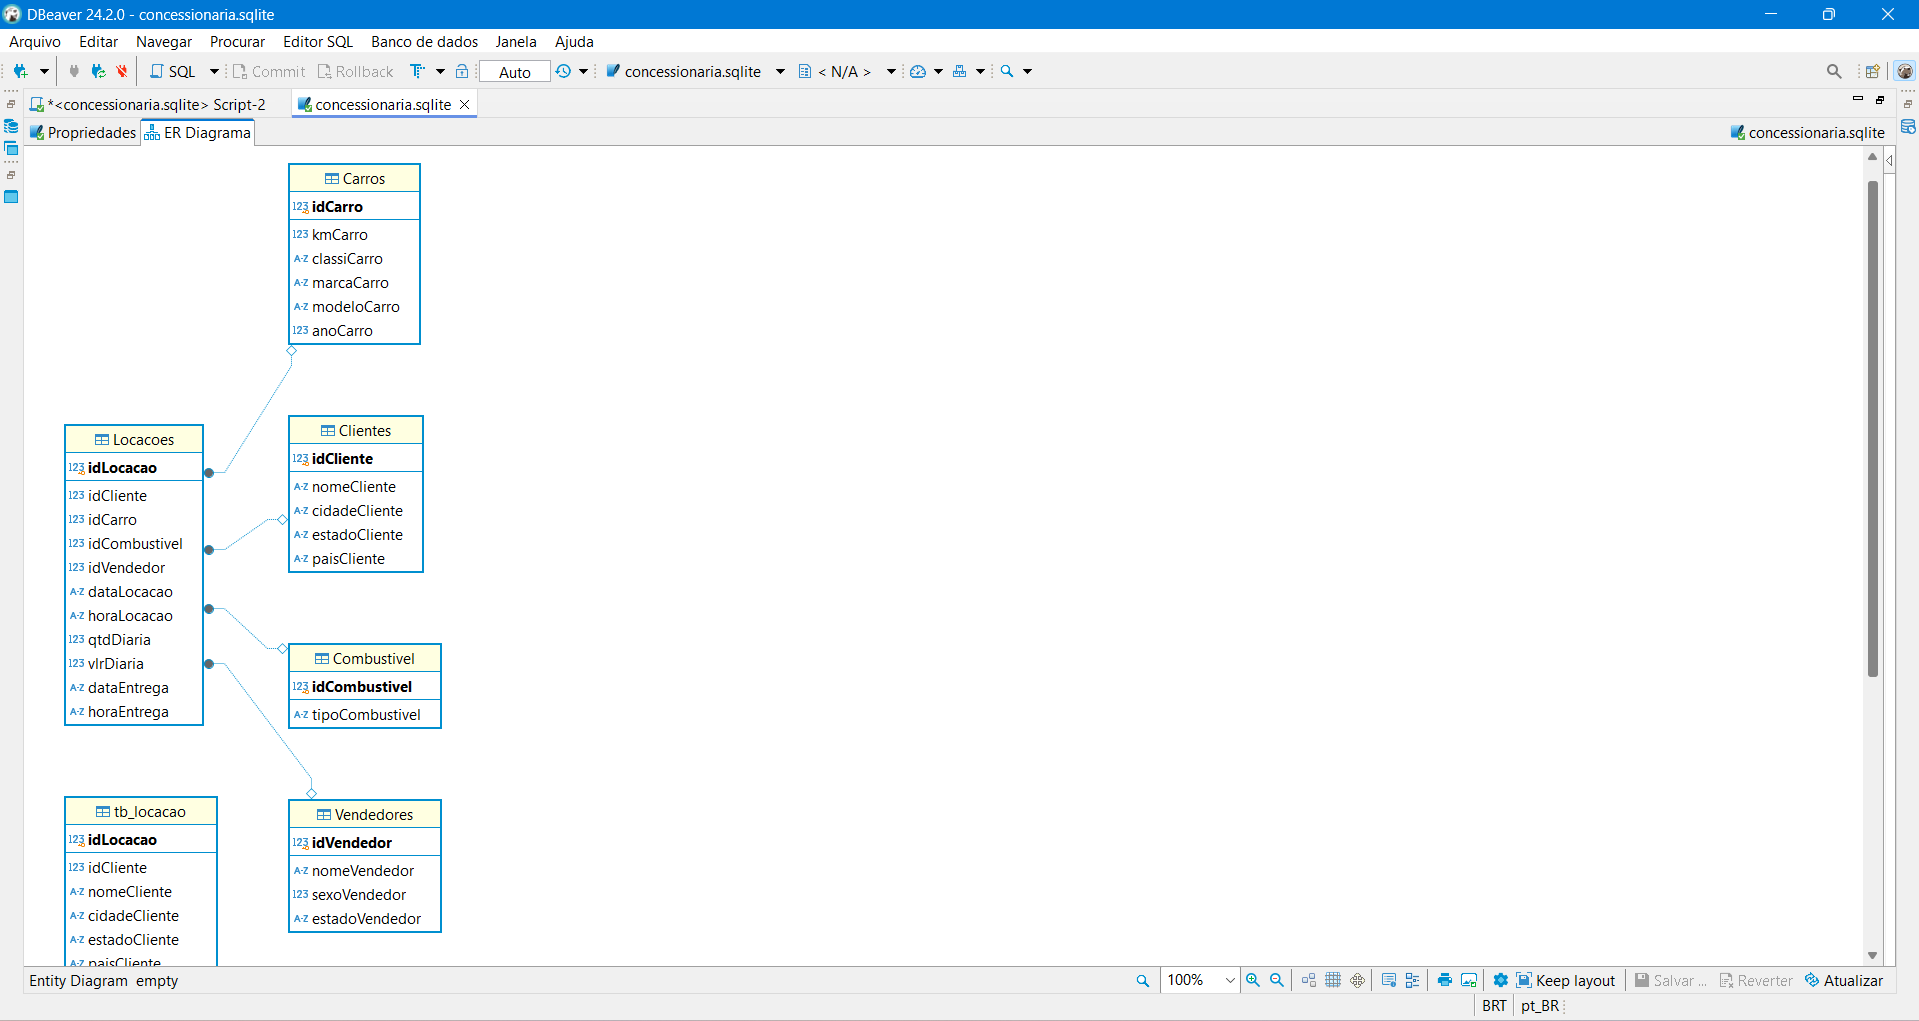 DBeaver 24.2.0 - concessionaria.sqlite
Arquivo Editar Navegar Procurar Editor SQL Banco de dados Janela Ajuda
SQL Commit Rollback Auto concessionaria.sqlite < N/A >
*<concessionaria.sqlite> Script-2 concessionaria.sqlite
Propriedades ER Diagrama concessionaria.sqlite
Carros
123 idCarro
123 kmCarro
A-Z classiCarro
A-Z marcaCarro
A-Z modeloCarro
123 anoCarro
Locacoes
123 idLocacao
123 idCliente
123 idCarro
123 idCombustivel
123 idVendedor
A-Z dataLocacao
A-Z horaLocacao
123 qtdDiaria
123 vlrDiaria
A-Z dataEntrega
A-Z horaEntrega
Clientes
123 idCliente
A-Z nomeCliente
A-Z cidadeCliente
A-Z estadoCliente
A-Z paisCliente
Combustivel
123 idCombustivel
A-Z tipoCombustivel
tb_locacao
123 idLocacao
123 idCliente
A-Z nomeCliente
A-Z cidadeCliente
A-Z estadoCliente
A-Z paisCliente
Vendedores
123 idVendedor
A-Z nomeVendedor
123 sexoVendedor
A-Z estadoVendedor
Entity Diagram empty 100% Keep layout Salvar ... Reverter Atualizar
BRT pt_BR